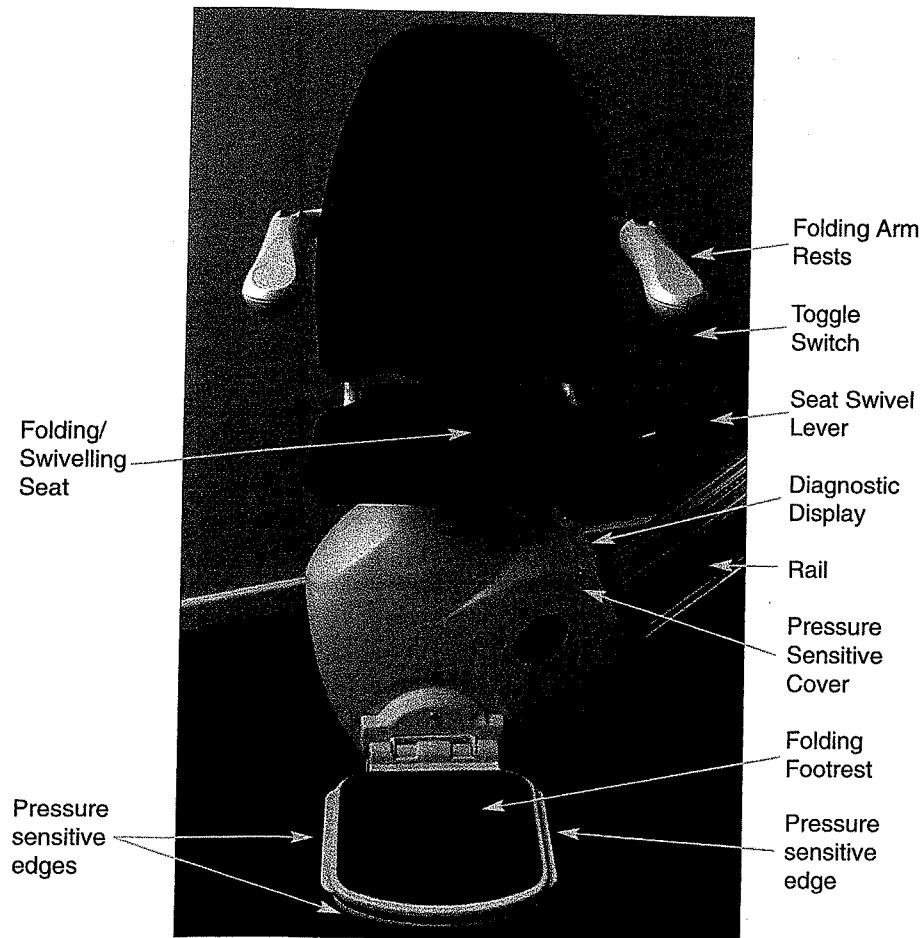 Folding Arm
Rests
Toggle
Switch
Seat Swivel
Lever
Folding/
Swivelling
Seat
Diagnostic
Display
Rail
Pressure
Sensitive
Cover
Folding
Footrest
Pressure
sensitive
edges
Pressure
sensitive
edge